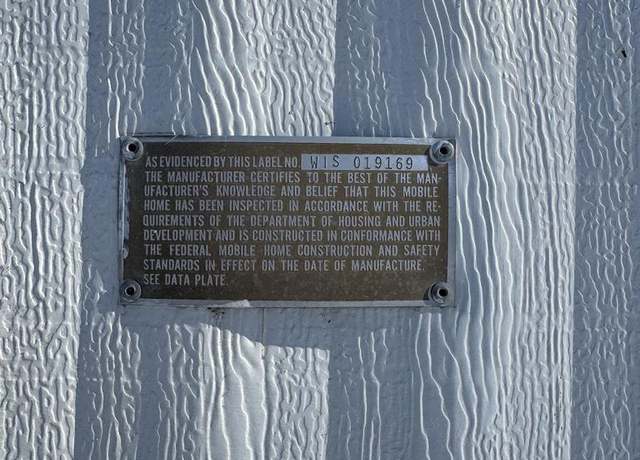 AS EVIDENCED BY THIS LABEL NO. WIS 019169
THE MANUFACTURER CERTIFIES TO THE BEST OF THE MAN-
UFACTURER'S KNOWLEDGE AND BELIEF THAT THIS MOBILE
HOME HAS BEEN INSPECTED IN ACCORDANCE WITH THE RE-
QUIREMENTS OF THE DEPARTMENT OF HOUSING AND URBAN
DEVELOPMENT AND IS CONSTRUCTED IN CONFORMANCE WITH
THE FEDERAL MOBILE HOME CONSTRUCTION AND SAFETY
STANDARDS IN EFFECT ON THE DATE OF MANUFACTURE.
SEE DATA PLATE.